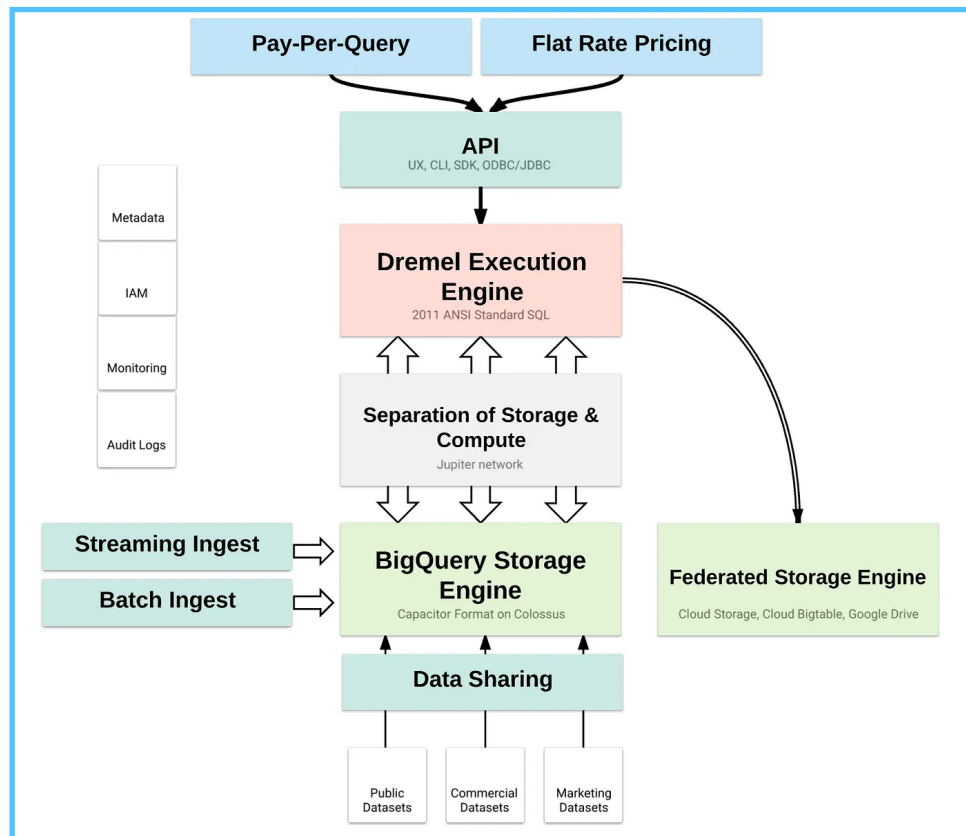 Pay-Per-Query
Flat Rate Pricing
API
UX, CLI, SDK, ODBC/JDBC
Metadata
IAM
Monitoring
Audit Logs
Dremel Execution
Engine
2011 ANSI Standard SQL
Separation of Storage &
Compute
Jupiter network
Streaming Ingest
Batch Ingest
BigQuery Storage
Engine
Capacitor Format on Colossus
Federated Storage Engine
Cloud Storage, Cloud Bigtable, Google Drive
Data Sharing
Public
Datasets
Commercial
Datasets
Marketing
Datasets